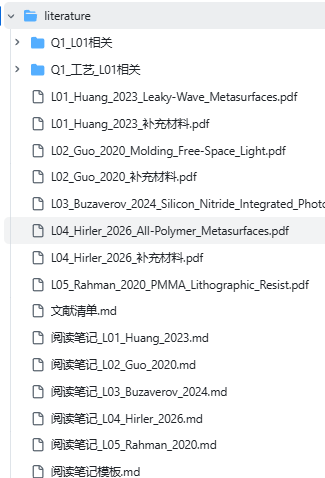 literature
Q1_L01相关
Q1_工艺_L01相关
L01_Huang_2023_Leaky-Wave_Metasurfaces.pdf
L01_Huang_2023_补充材料.pdf
L02_Guo_2020_Molding_Free-Space_Light.pdf
L02_Guo_2020_补充材料.pdf
L03_Buzaverov_2024_Silicon_Nitride_Integrated_Photo
L04_Hirler_2026_All-Polymer_Metasurfaces.pdf
L04_Hirler_2026_补充材料.pdf
L05_Rahman_2020_PMMA_Lithographic_Resist.pdf
文献清单.md
阅读笔记_L01_Huang_2023.md
阅读笔记_L02_Guo_2020.md
阅读笔记_L03_Buzaverov_2024.md
阅读笔记_L04_Hirler_2026.md
阅读笔记_L05_Rahman_2020.md
阅读笔记模板.md